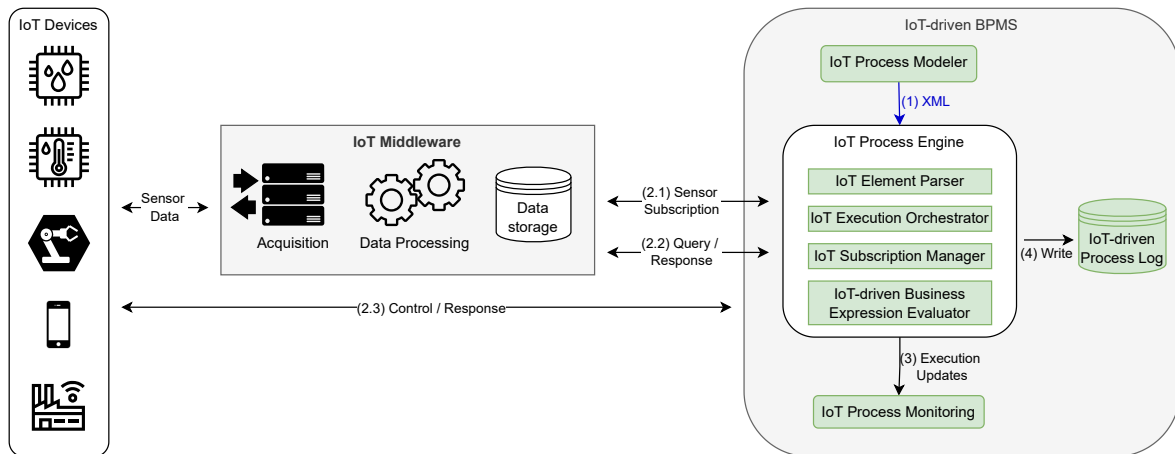 IoT Devices
IoT Middleware
Acquisition
Data Processing
Data
storage
Sensor
Data
(2.1) Sensor
Subscription
(2.2) Query /
Response
(2.3) Control / Response
IoT-driven BPMS
IoT Process Modeler
(1) XML
IoT Process Engine
IoT Element Parser
IoT Execution Orchestrator
IoT Subscription Manager
IoT-driven Business
Expression Evaluator
(4) Write
IoT-driven
Process Log
(3) Execution
Updates
IoT Process Monitoring